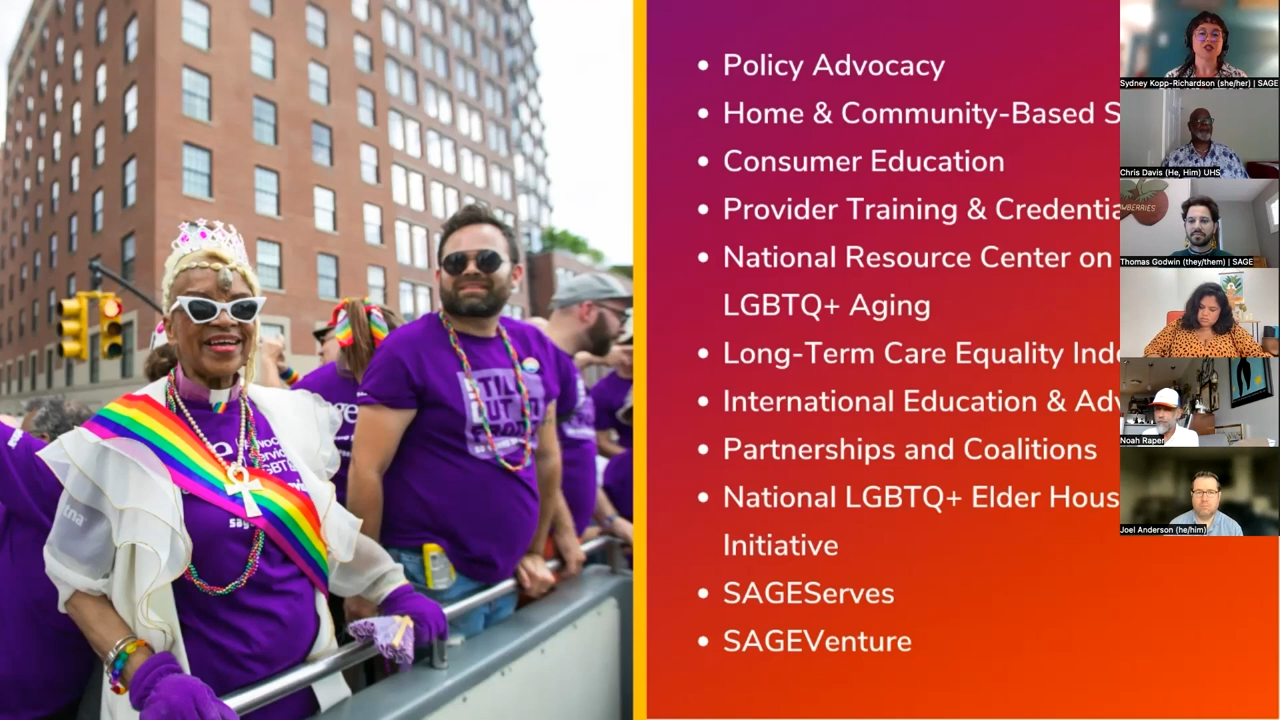 Policy Advocacy
Home & Community-Based S
Consumer Education
Provider Training & Credentia
National Resource Center on
LGBTQ+ Aging
Long-Term Care Equality Ind
International Education & Adv
Partnerships and Coalitions
National LGBTQ+ Elder Hous
Initiative
SAGEServes
SAGEVenture
Sydney Kopp-Richardson (she/her) | SAGE
Chris Davis (He, Him) UHS
Thomas Godwin (they/them) | SAGE
Noah Raper
Joel Anderson (he/him)
sag